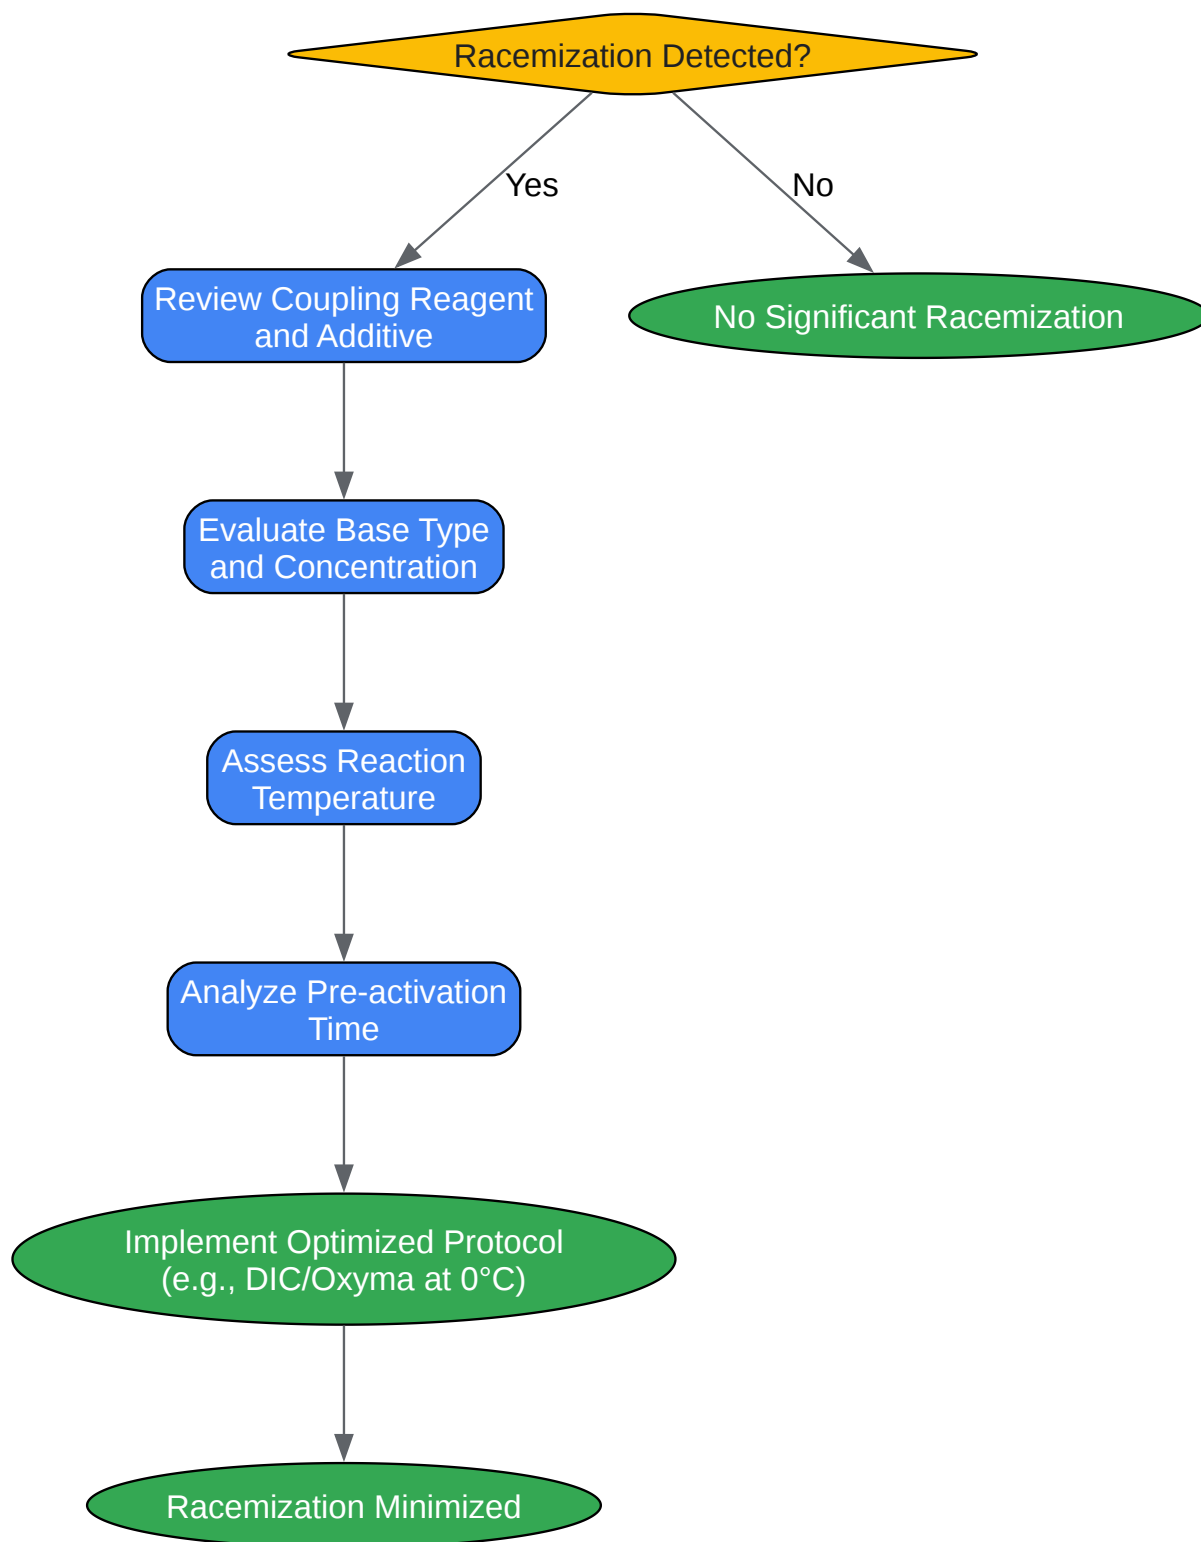 Racemization Detected?
Yes
No
Review Coupling Reagent
and Additive
No Significant Racemization
Evaluate Base Type
and Concentration
Assess Reaction
Temperature
Analyze Pre-activation
Time
Implement Optimized Protocol
(e.g., DIC/Oxyma at 0°C)
Racemization Minimized